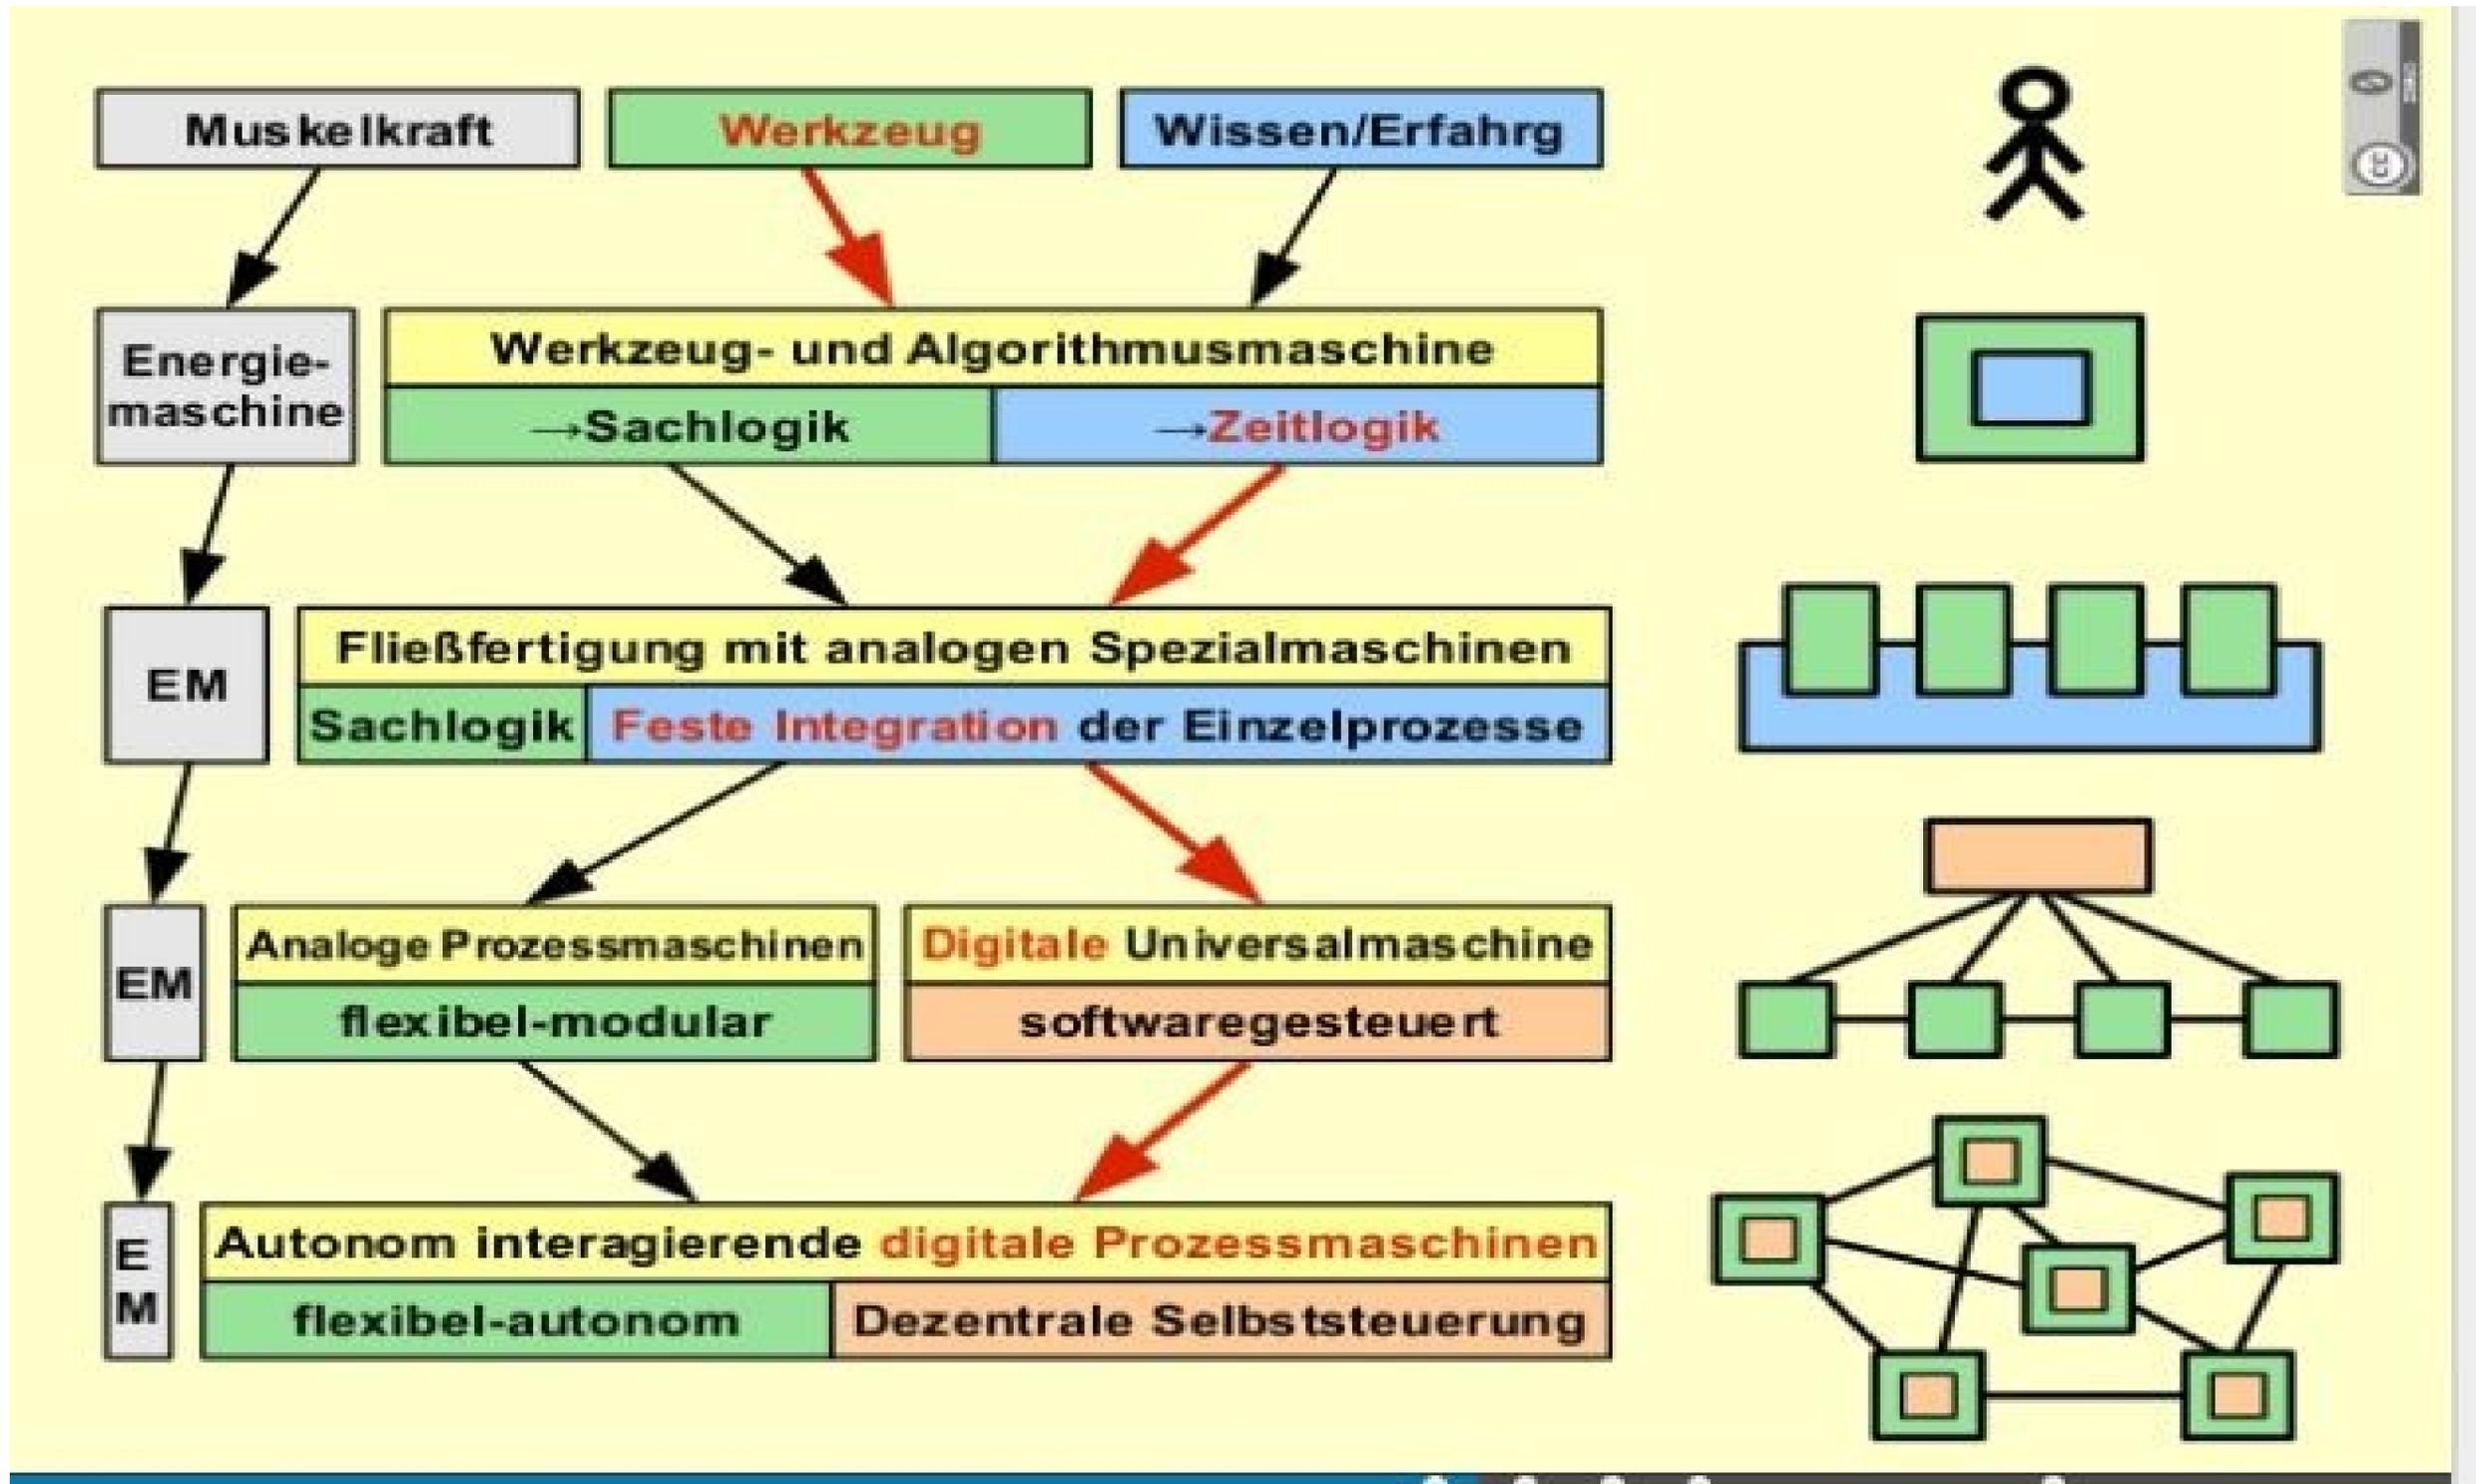 Muskelkraft
Werkzeug
Wissen/Erfahrg
Energie-
maschine
Werkzeug- und Algorithmusmaschine
→Sachlogik
→Zeitlogik
EM
Fließfertigung mit analogen Spezialmaschinen
Sachlogik
Feste Integration der Einzelprozesse
EM
Analoge Prozessmaschinen
flexibel-modular
Digitale Universalmaschine
softwaregesteuert
E
M
Autonom interagierende digitale Prozessmaschinen
flexibel-autonom
Dezentrale Selbststeuerung
cc